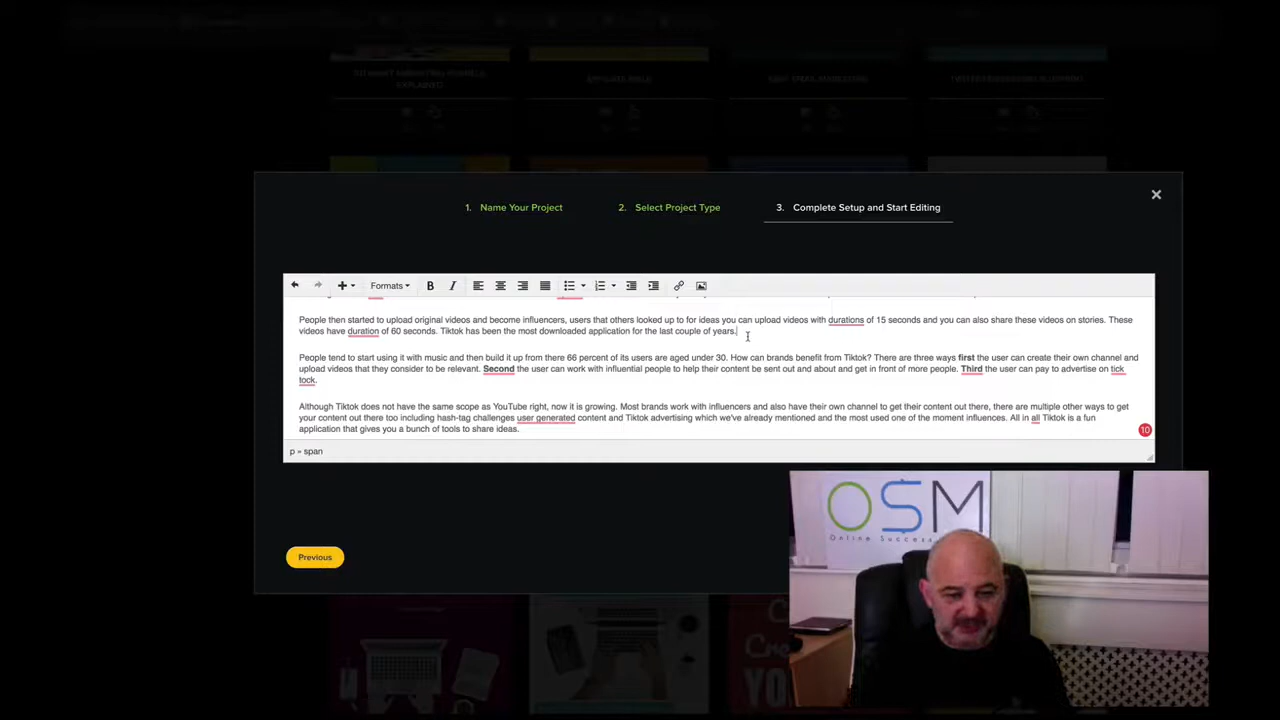 AFFILIATE BIBLE
1. Name Your Project
2. Select Project Type
3. Complete Setup and Start Editing
×
Formats
B
I
People then started to upload original videos and become influencers, users that others looked up to for ideas you can upload videos with durations of 15 seconds and you can also share these videos on stories. These
videos have duration of 60 seconds. Tiktok has been the most downloaded application for the last couple of years.
People tend to start using it with music and then build it up from there 66 percent of its users are aged under 30. How can brands benefit from Tiktok? There are three ways first the user can create their own channel and
upload videos that they consider to be relevant. Second the user can work with influential people to help their content be sent out and about and get in front of more people. Third the user can pay to advertise on tick
tock.
Although Tiktok does not have the same scope as YouTube right, now it is growing. Most brands work with influencers and also have their own channel to get their content out there, there are multiple other ways to get
your content out there too including hash-tag challenges user generated content and Tiktok advertising which we've already mentioned and the most used one of the moment influences. All in all Tiktok is a fun
application that gives you a bunch of tools to share ideas.
10
p » span
Previous
OSM
Online Success
YOU